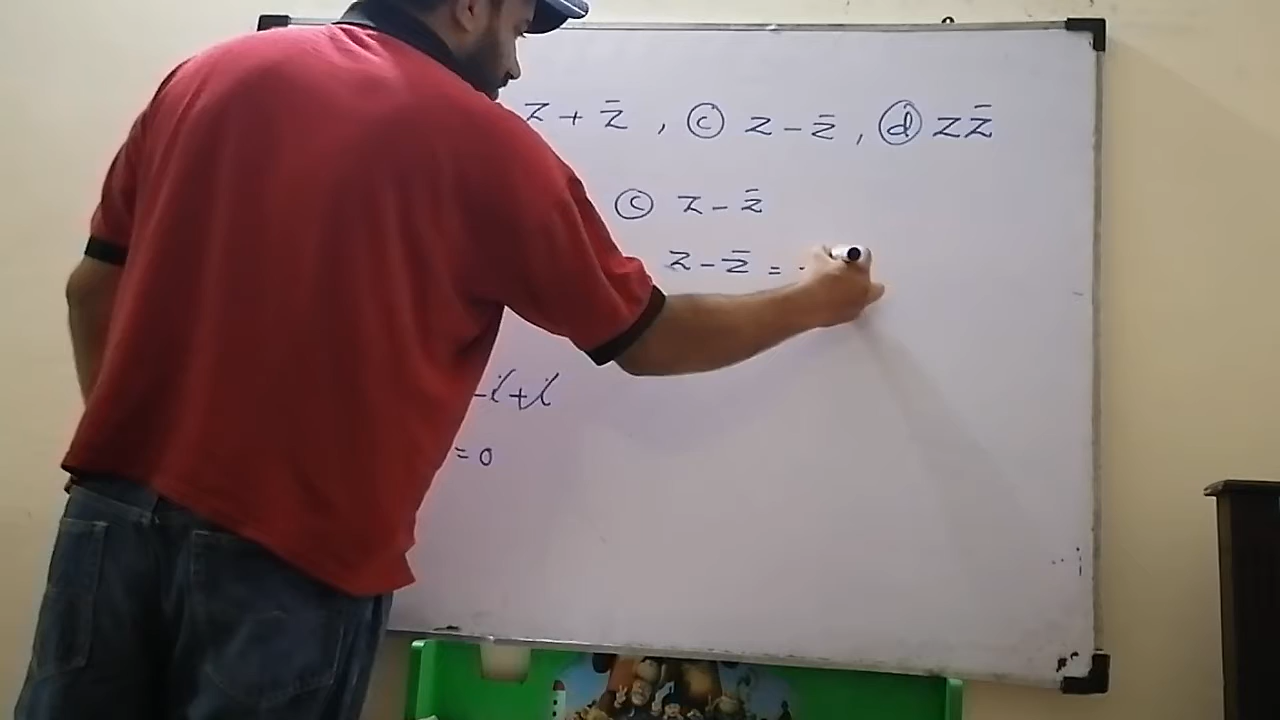 z + z̄ , ⓒ z - z̄ , ⓓ zz̄
ⓒ z - z̄
z - z̄ = -
-i+i
= 0